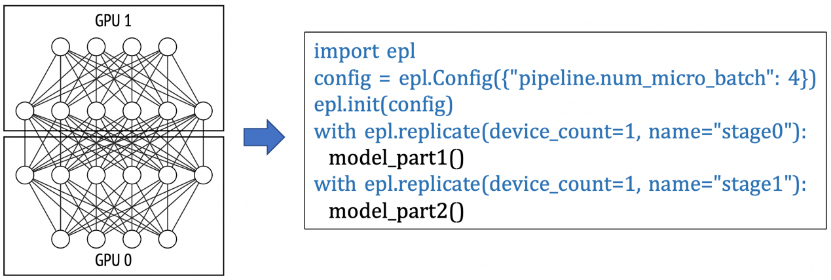 GPU 1
GPU 0
import epl
config = epl.Config({"pipeline.num_micro_batch": 4})
epl.init(config)
with epl.replicate(device_count=1, name="stage0"):
  model_part1()
with epl.replicate(device_count=1, name="stage1"):
  model_part2()